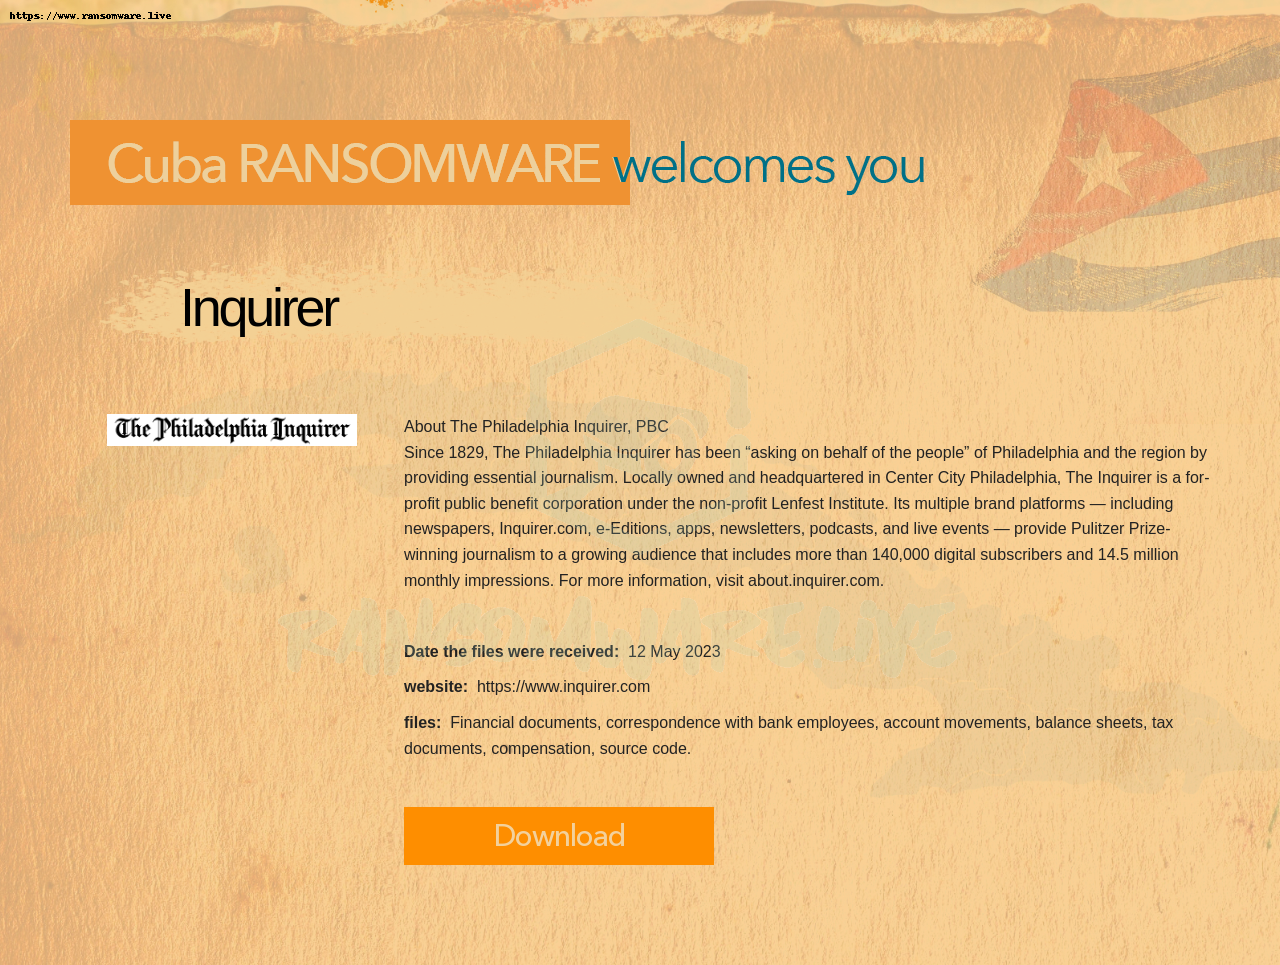 https://www.ransomware.live
Cuba RANSOMWARE welcomes you
Inquirer
The Philadelphia Inquirer
About The Philadelphia Inquirer, PBC
Since 1829, The Philadelphia Inquirer has been “asking on behalf of the people” of Philadelphia and the region by
providing essential journalism. Locally owned and headquartered in Center City Philadelphia, The Inquirer is a for-
profit public benefit corporation under the non-profit Lenfest Institute. Its multiple brand platforms — including
newspapers, Inquirer.com, e-Editions, apps, newsletters, podcasts, and live events — provide Pulitzer Prize-
winning journalism to a growing audience that includes more than 140,000 digital subscribers and 14.5 million
monthly impressions. For more information, visit about.inquirer.com.
RANSOMWARE.LIVE
Date the files were received: 12 May 2023
website: https://www.inquirer.com
files: Financial documents, correspondence with bank employees, account movements, balance sheets, tax
documents, compensation, source code.
Download